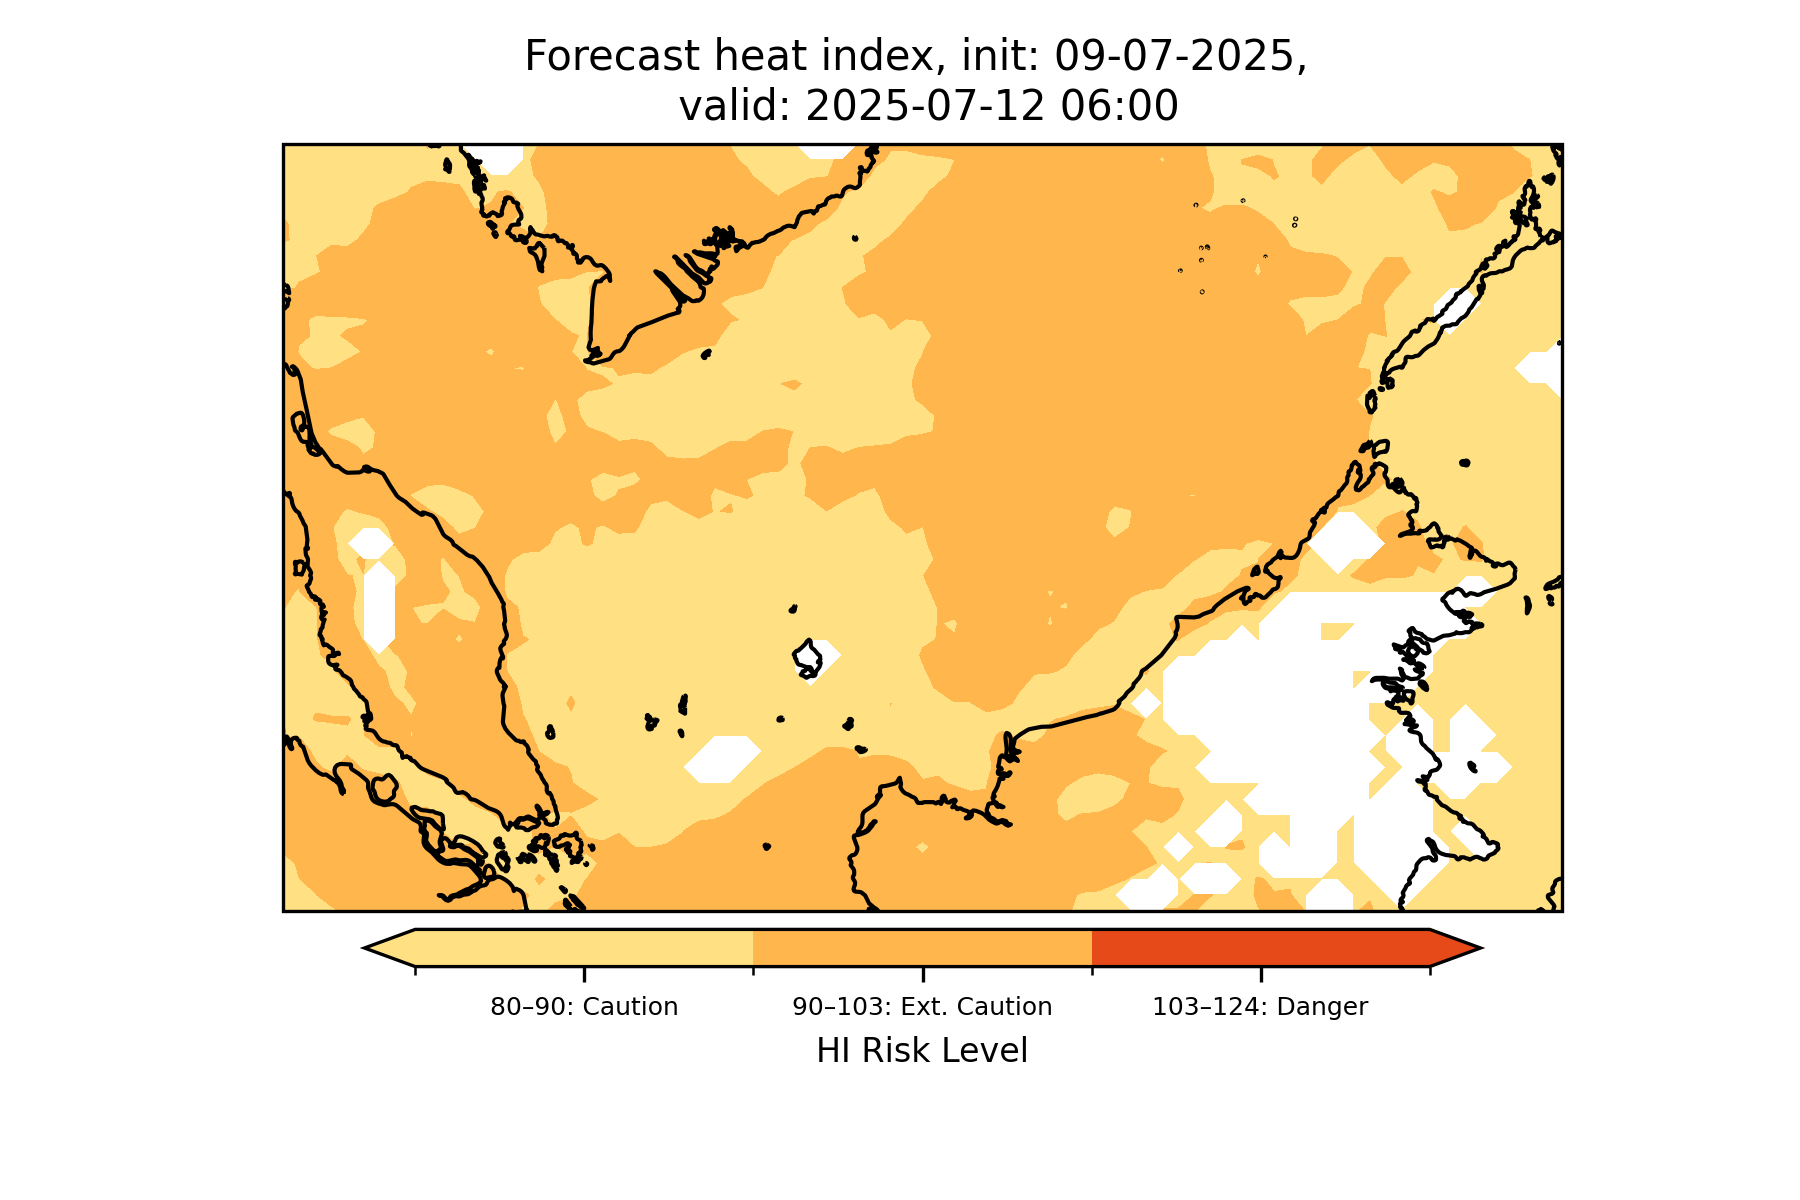 Forecast heat index, init: 09-07-2025,
valid: 2025-07-12 06:00
80–90: Caution
90–103: Ext. Caution
103–124: Danger
HI Risk Level